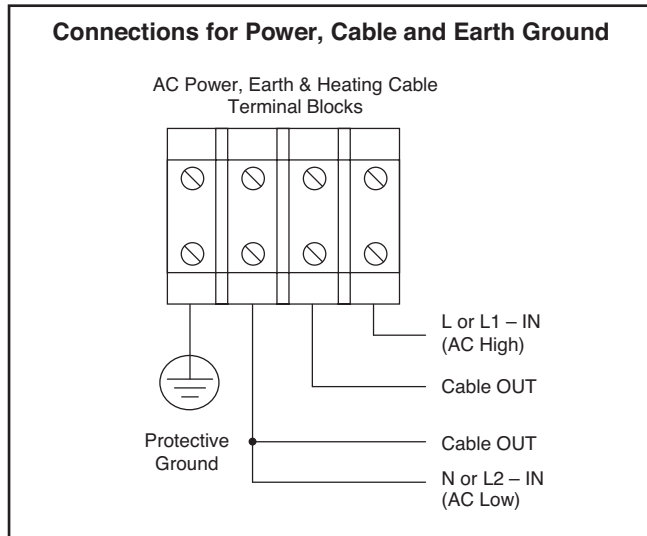 Connections for Power, Cable and Earth Ground
AC Power, Earth & Heating Cable
Terminal Blocks
L or L1 – IN
(AC High)
Cable OUT
Protective
Ground
Cable OUT
N or L2 – IN
(AC Low)